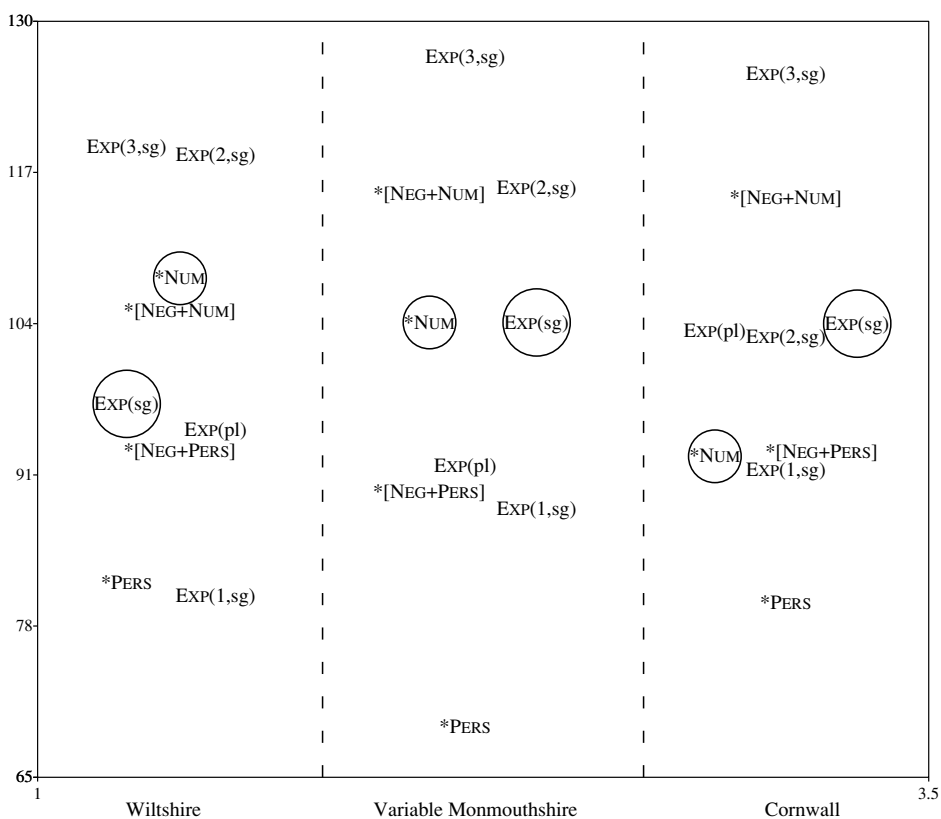 130
EXP(3,sg)
EXP(3,sg)
EXP(3,sg) EXP(2,sg)
117
*[NEG+NUM] EXP(2,sg)
*[NEG+NUM]
*NUM
*[NEG+NUM]
104
*NUM EXP(sg)
EXP(pl) EXP(2,sg) EXP(sg)
EXP(sg)
EXP(pl)
*[NEG+PERS]
*[NEG+PERS]
*NUM
91
EXP(pl)
EXP(1,sg)
*[NEG+PERS]
EXP(1,sg)
*PERS
EXP(1,sg)
*PERS
78
*PERS
65
1 3.5
Wiltshire Variable Monmouthshire Cornwall